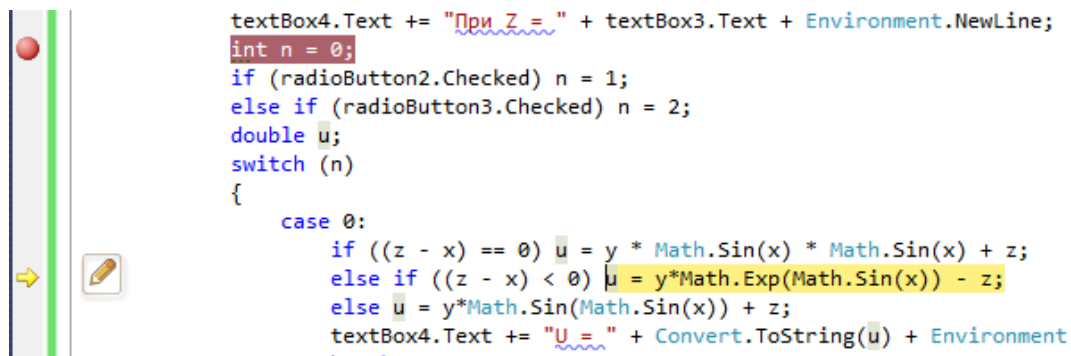 textBox4.Text += "При Z = " + textBox3.Text + Environment.NewLine;
int n = 0;
if (radioButton2.Checked) n = 1;
else if (radioButton3.Checked) n = 2;
double u;
switch (n)
{
case 0:
if ((z - x) == 0) u = y * Math.Sin(x) * Math.Sin(x) + z;
else if ((z - x) < 0) u = y*Math.Exp(Math.Sin(x)) - z;
else u = y*Math.Sin(Math.Sin(x)) + z;
textBox4.Text += "U = " + Convert.ToString(u) + Environment